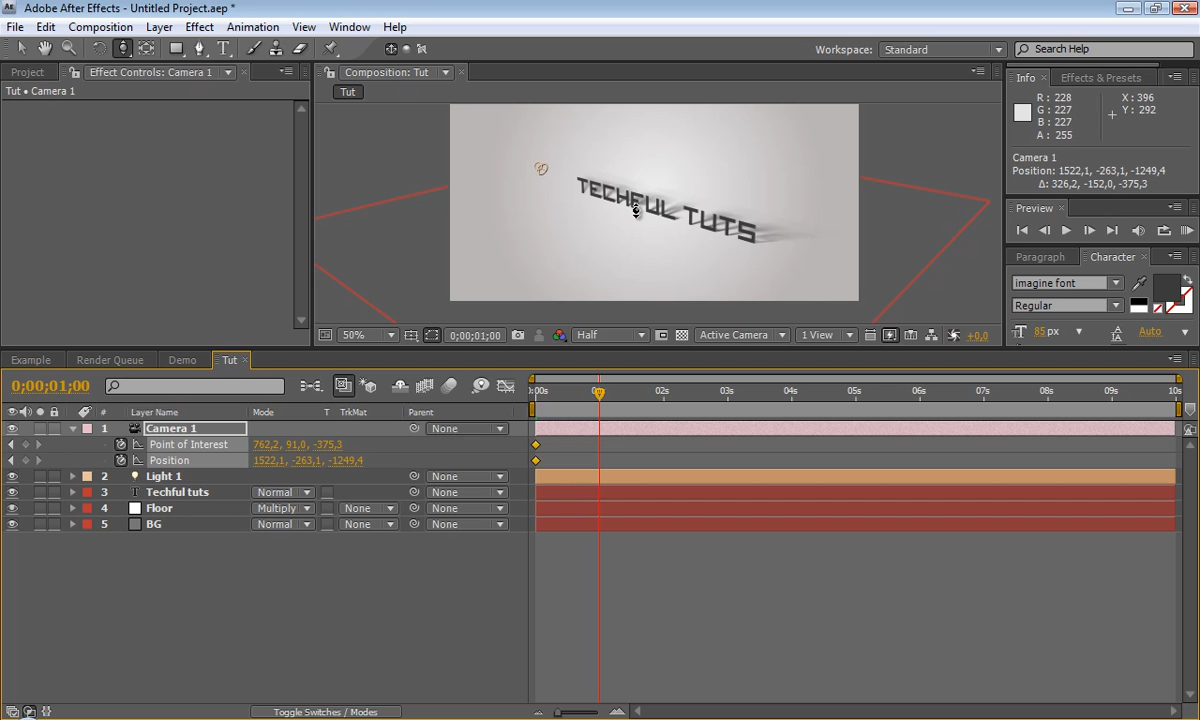 Adobe After Effects - Untitled Project.aep *
File Edit Composition Layer Effect Animation View Window Help
Workspace: Standard Search Help
Project Effect Controls: Camera 1 Composition: Tut Info Effects & Presets
Tut • Camera 1
Tut
R: 228 X: 396
G: 227 Y: 292
B: 227
A: 255
Camera 1
Position: 1522,1, -263,1, -1249,4
Δ: 326,2, -152,0, -375,3
TECHFUL TUTS
Preview
Paragraph Character
imagine font
Regular
85 px Auto
50% 0;00;01;00 Half Active Camera 1 View +0,0
Example Render Queue Demo Tut
0;00;01;00
:00s 02s 03s 04s 05s 06s 07s 08s 09s 10s
# Layer Name Mode T TrkMat Parent
1 Camera 1 None
Point of Interest 762,2, 91,0, -375,3
Position 1522,1, -263,1, -1249,4
2 Light 1 None
3 Techful tuts Normal None
4 Floor Multiply None None
5 BG Normal None None
Toggle Switches / Modes